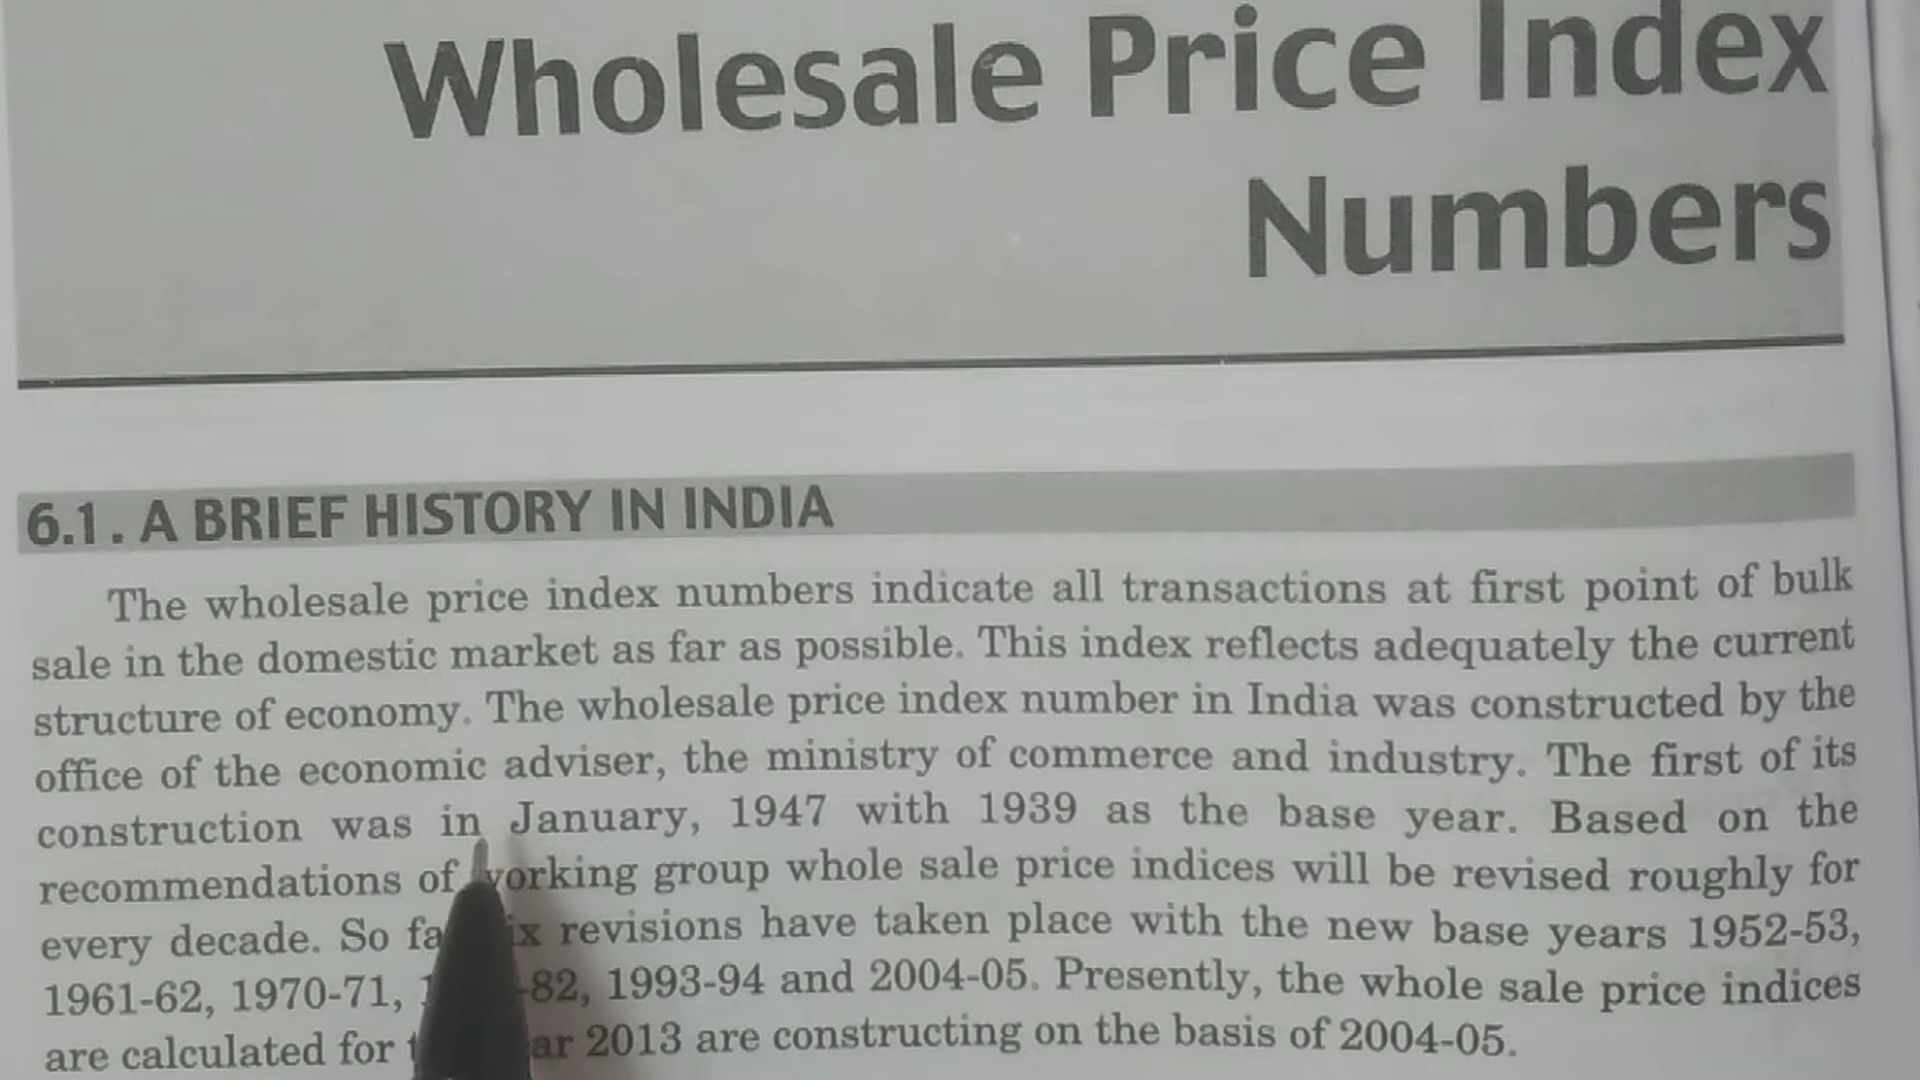 Wholesale Price Index
Numbers
6.1. A BRIEF HISTORY IN INDIA
The wholesale price index numbers indicate all transactions at first point of bulk
sale in the domestic market as far as possible. This index reflects adequately the current
structure of economy. The wholesale price index number in India was constructed by the
office of the economic adviser, the ministry of commerce and industry. The first of its
construction was in January, 1947 with 1939 as the base year. Based on the
recommendations of working group whole sale price indices will be revised roughly for
every decade. So revisions have taken place with the new base years 1952-53,
1961-62, 1970-71, -82, 1993-94 and 2004-05. Presently, the whole sale price indices
are calculated for 2013 are constructing on the basis of 2004-05.